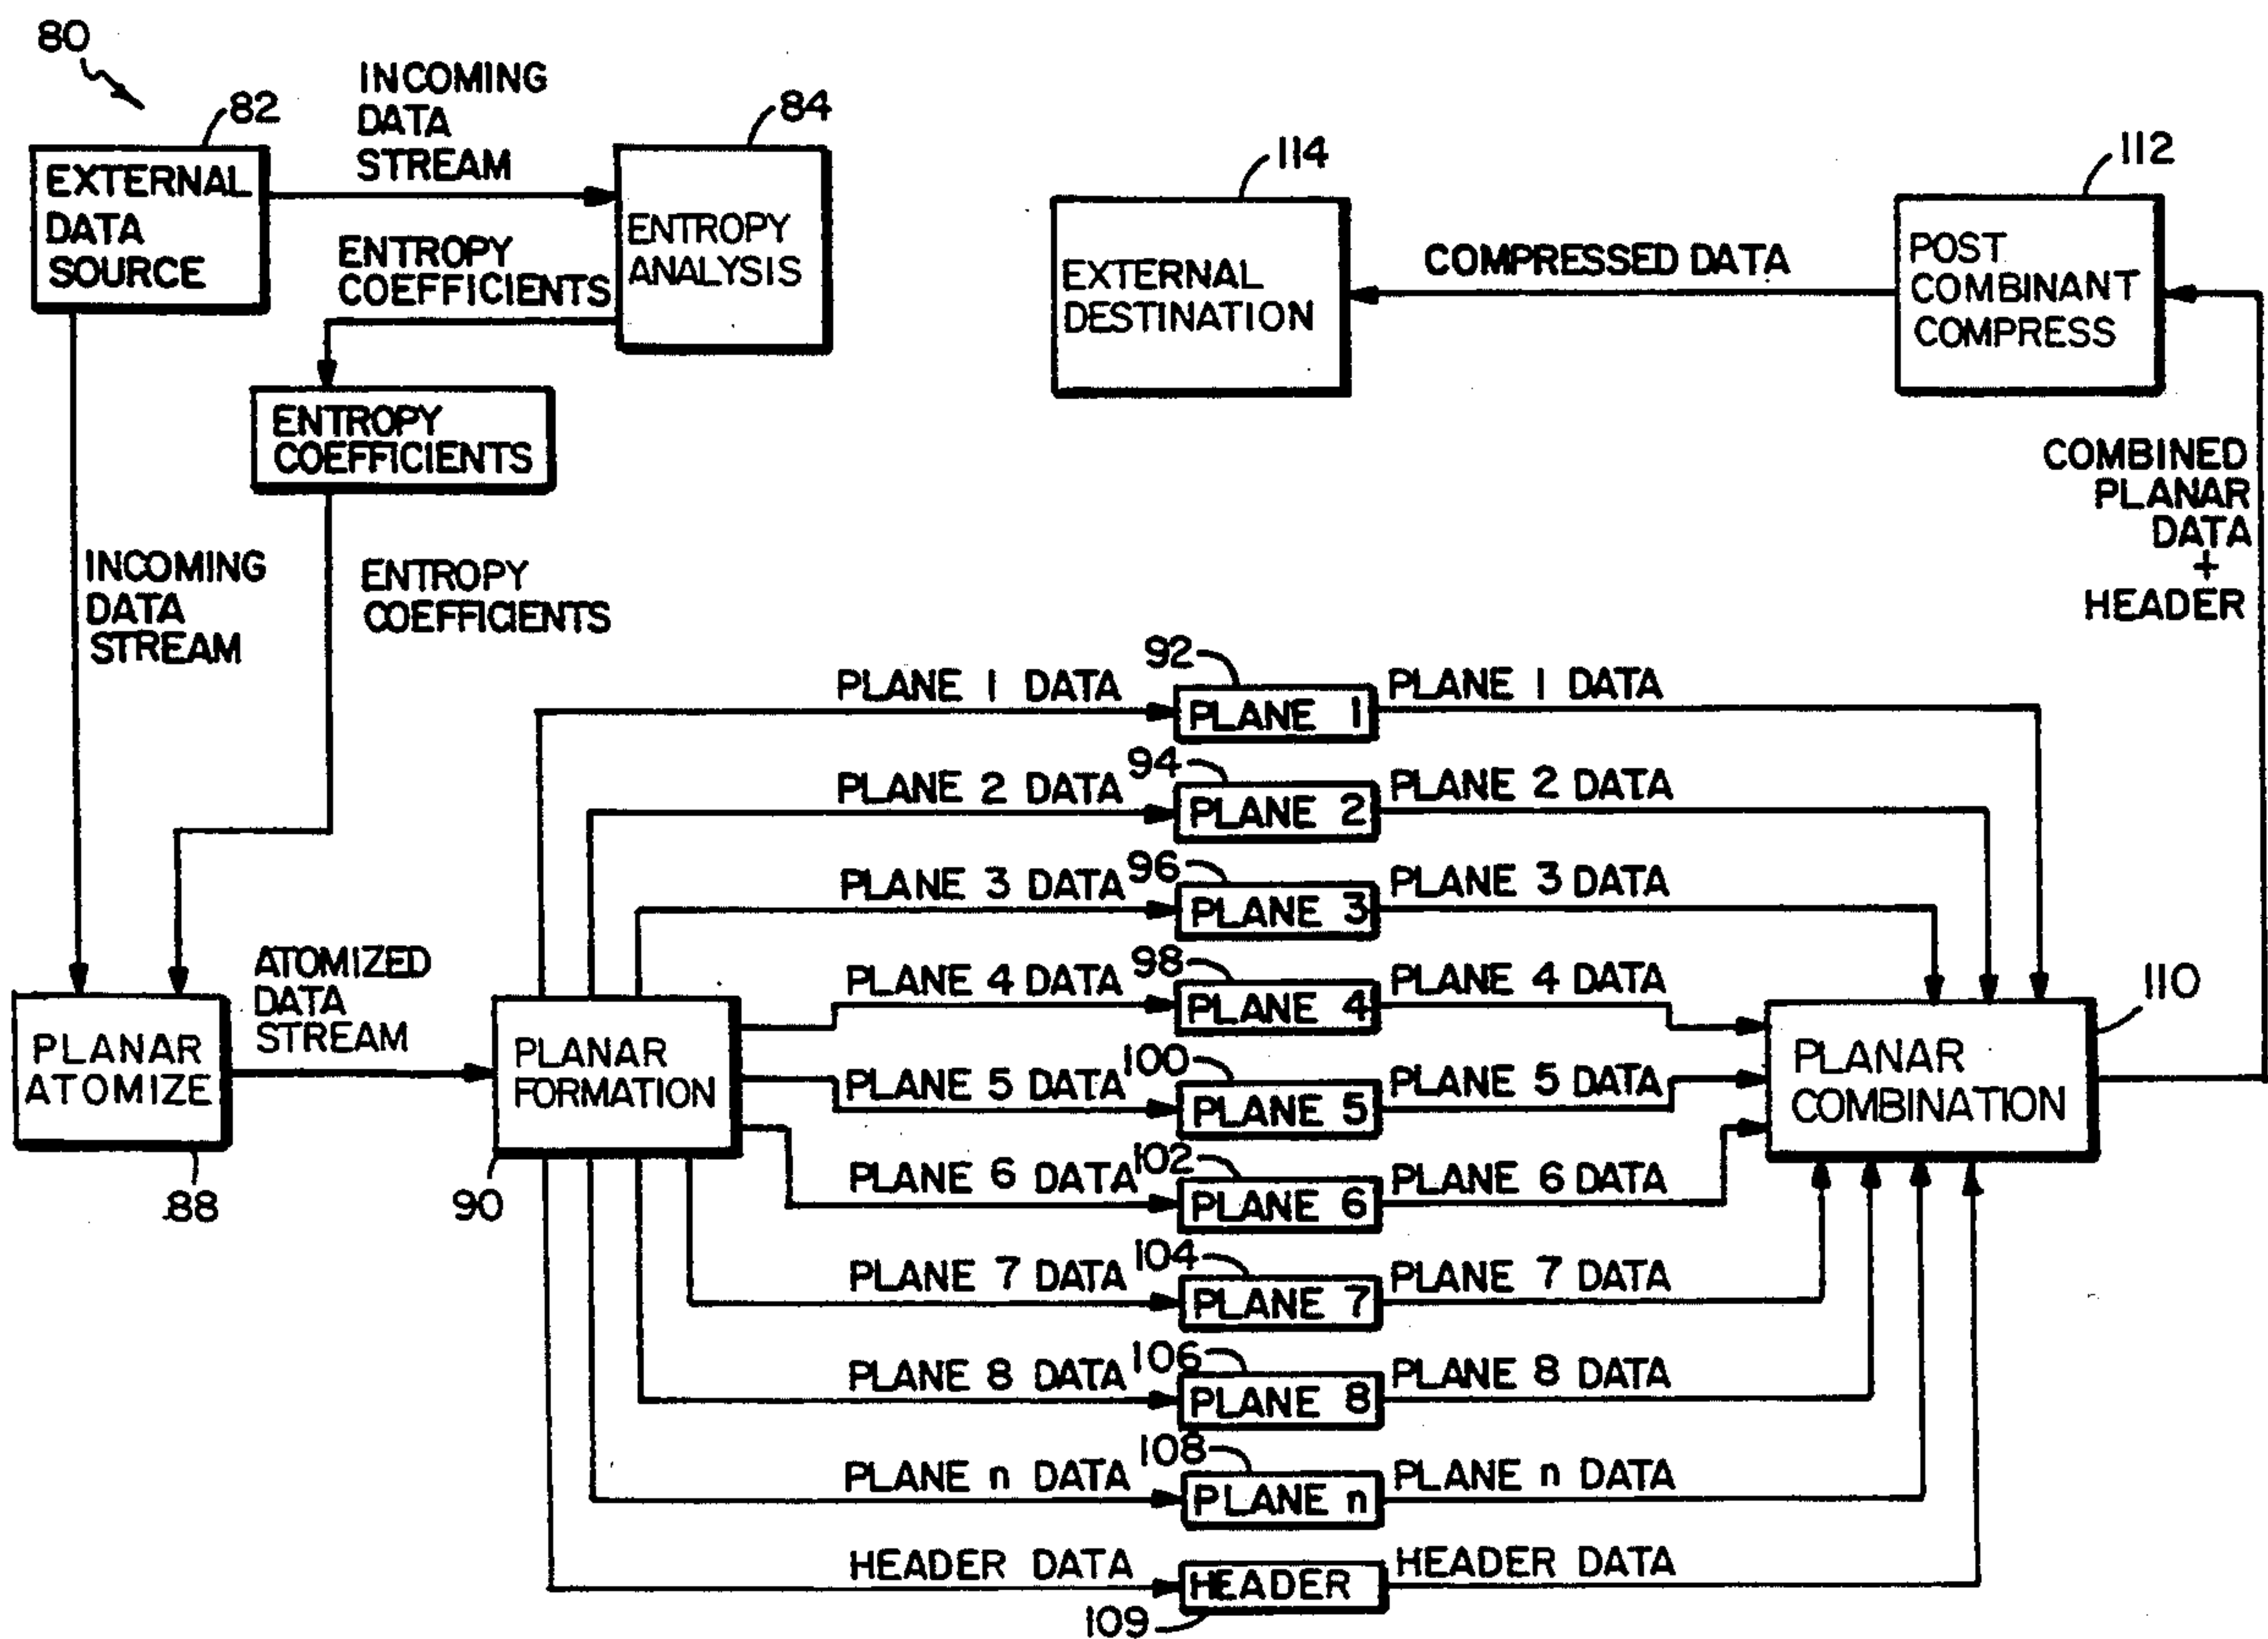 80
82
INCOMING
DATA
STREAM
84
EXTERNAL
DATA
SOURCE
ENTROPY
COEFFICIENTS
ENTROPY
ANALYSIS
114
EXTERNAL
DESTINATION
COMPRESSED DATA
112
POST
COMBINANT
COMPRESS
ENTROPY
COEFFICIENTS
COMBINED
PLANAR
DATA
+
HEADER
INCOMING
DATA
STREAM
ENTROPY
COEFFICIENTS
PLANE 1 DATA
92
PLANE 1
PLANE 1 DATA
PLANE 2 DATA
94
PLANE 2
PLANE 2 DATA
PLANE 3 DATA
96
PLANE 3
PLANE 3 DATA
PLANE 4 DATA
98
PLANE 4
PLANE 4 DATA
PLANAR
ATOMIZE
88
ATOMIZED
DATA
STREAM
PLANAR
FORMATION
90
PLANE 5 DATA
100
PLANE 5
PLANE 5 DATA
110
PLANAR
COMBINATION
PLANE 6 DATA
102
PLANE 6
PLANE 6 DATA
PLANE 7 DATA
104
PLANE 7
PLANE 7 DATA
PLANE 8 DATA
106
PLANE 8
PLANE 8 DATA
PLANE n DATA
108
PLANE n
PLANE n DATA
HEADER DATA
HEADER
109
HEADER DATA